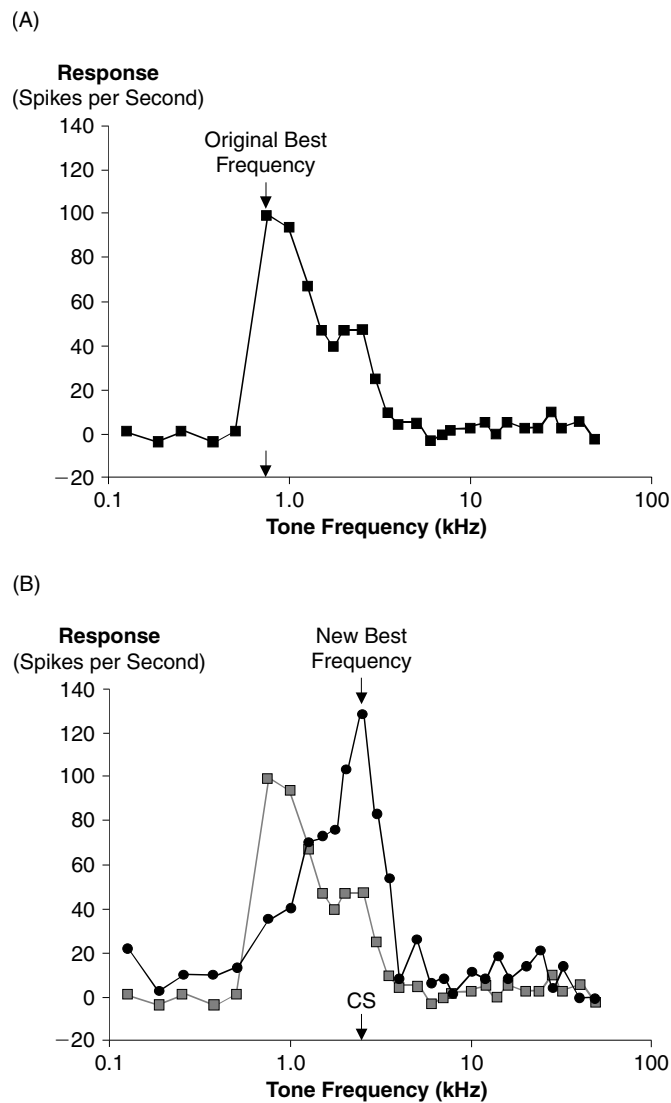 (A)
Response
(Spikes per Second)
140
120
100
80
60
40
20
0
−20
Original Best
Frequency
0.1 1.0 10 100
Tone Frequency (kHz)
(B)
Response
(Spikes per Second)
140
120
100
80
60
40
20
0
−20
New Best
Frequency
CS
0.1 1.0 10 100
Tone Frequency (kHz)